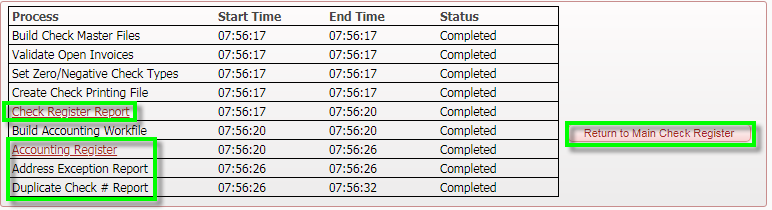 Process Start Time End Time Status
Build Check Master Files 07:56:17 07:56:17 Completed
Validate Open Invoices 07:56:17 07:56:17 Completed
Set Zero/Negative Check Types 07:56:17 07:56:17 Completed
Create Check Printing File 07:56:17 07:56:17 Completed
Check Register Report 07:56:17 07:56:20 Completed
Build Accounting Workfile 07:56:20 07:56:20 Completed
Return to Main Check Register
Accounting Register 07:56:20 07:56:26 Completed
Address Exception Report 07:56:26 07:56:26 Completed
Duplicate Check # Report 07:56:26 07:56:32 Completed